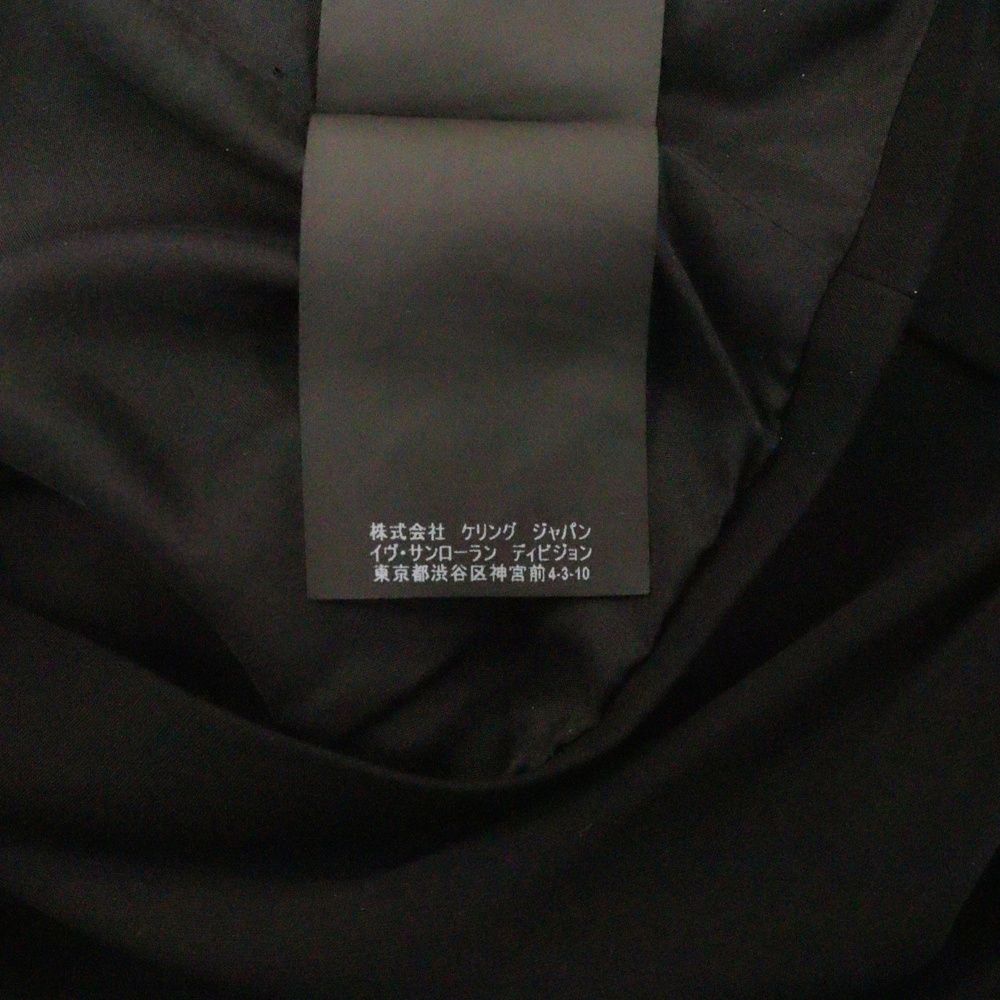 株式会社 ケリング ジャパン
イヴ・サンローラン ディビジョン
東京都渋谷区神宮前4-3-10